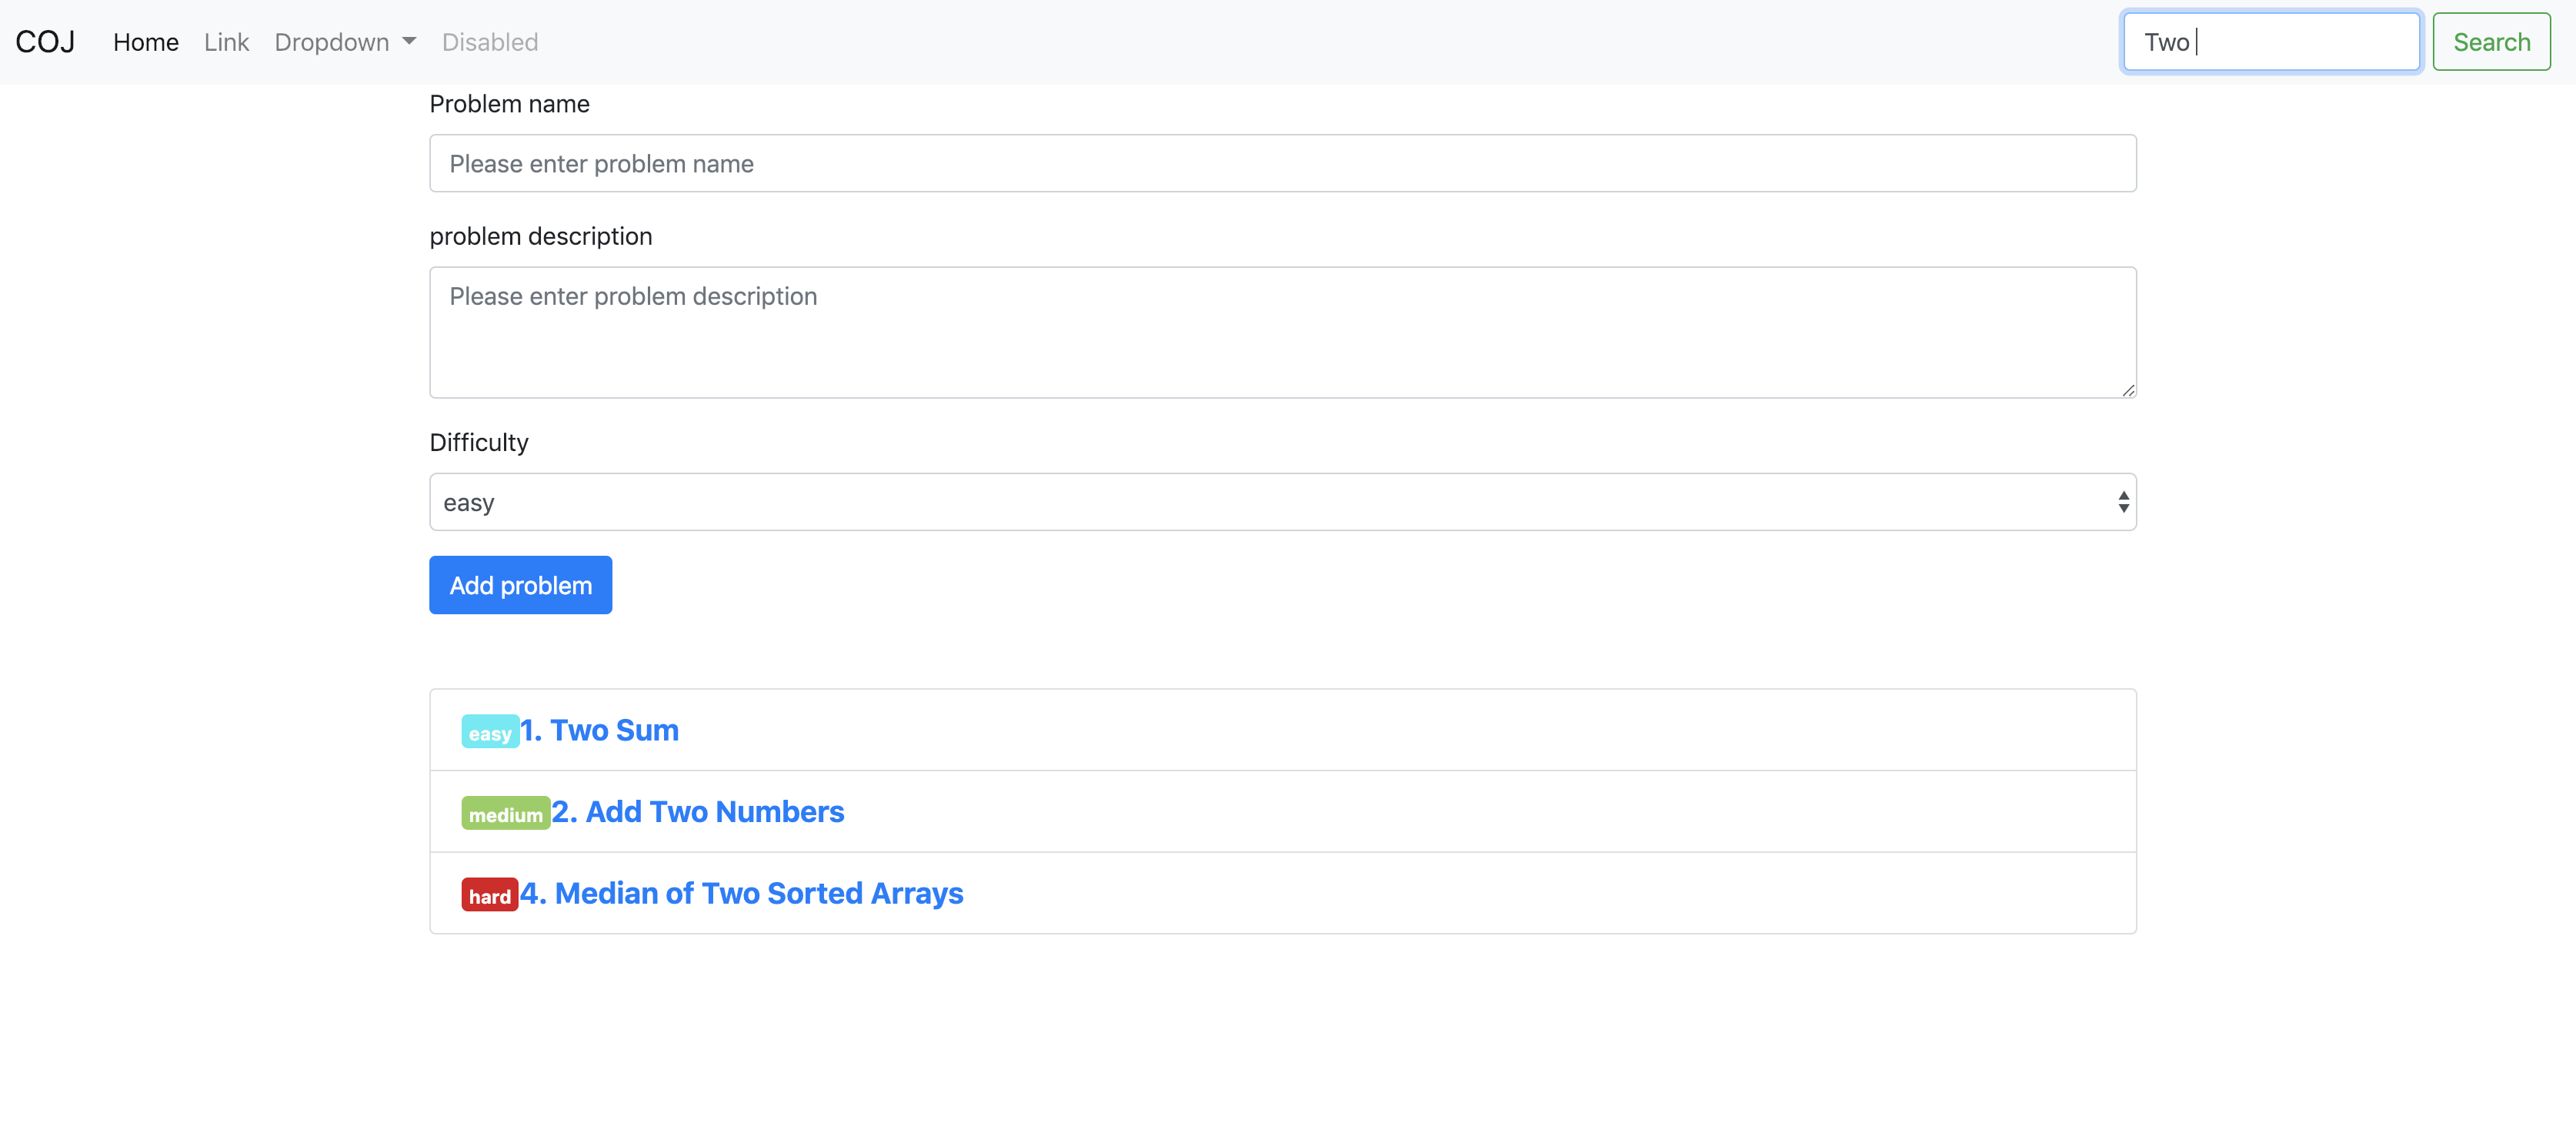 COJ Home Link Dropdown Disabled Two Search
Problem name
Please enter problem name
problem description
Please enter problem description
Difficulty
easy
Add problem
easy 1. Two Sum
medium 2. Add Two Numbers
hard 4. Median of Two Sorted Arrays